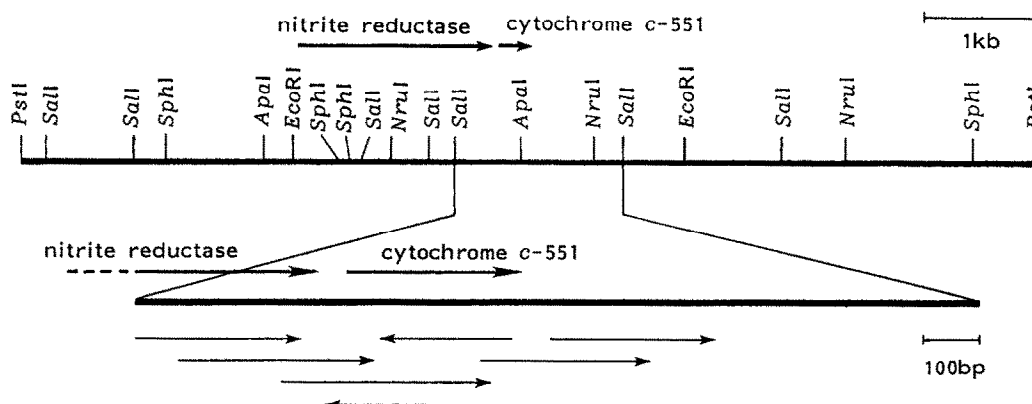 nitrite reductase cytochrome c-551
1kb
PstI SalI SalI SphI ApaI EcoRI SphI SphI SalI NruI SalI SalI ApaI NruI SalI EcoRI SalI NruI SphI
nitrite reductase cytochrome c-551
100bp